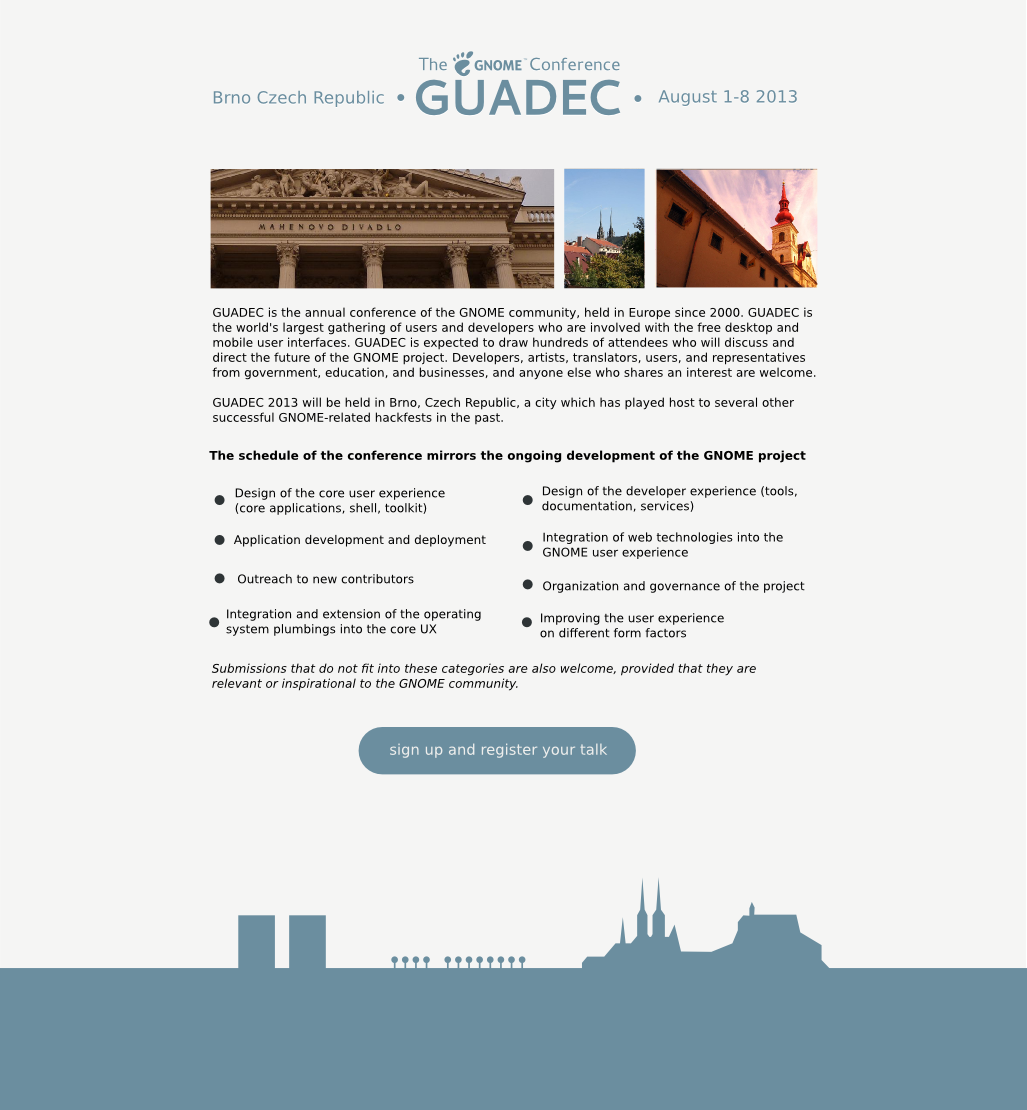 The GNOME™ Conference
Brno Czech Republic • GUADEC • August 1-8 2013
MAHENOVO DIVADLO
GUADEC is the annual conference of the GNOME community, held in Europe since 2000. GUADEC is
the world's largest gathering of users and developers who are involved with the free desktop and
mobile user interfaces. GUADEC is expected to draw hundreds of attendees who will discuss and
direct the future of the GNOME project. Developers, artists, translators, users, and representatives
from government, education, and businesses, and anyone else who shares an interest are welcome.
GUADEC 2013 will be held in Brno, Czech Republic, a city which has played host to several other
successful GNOME-related hackfests in the past.
The schedule of the conference mirrors the ongoing development of the GNOME project
● Design of the core user experience
(core applications, shell, toolkit)
● Application development and deployment
● Outreach to new contributors
● Integration and extension of the operating
system plumbings into the core UX
● Design of the developer experience (tools,
documentation, services)
● Integration of web technologies into the
GNOME user experience
● Organization and governance of the project
● Improving the user experience
on different form factors
Submissions that do not fit into these categories are also welcome, provided that they are
relevant or inspirational to the GNOME community.
sign up and register your talk